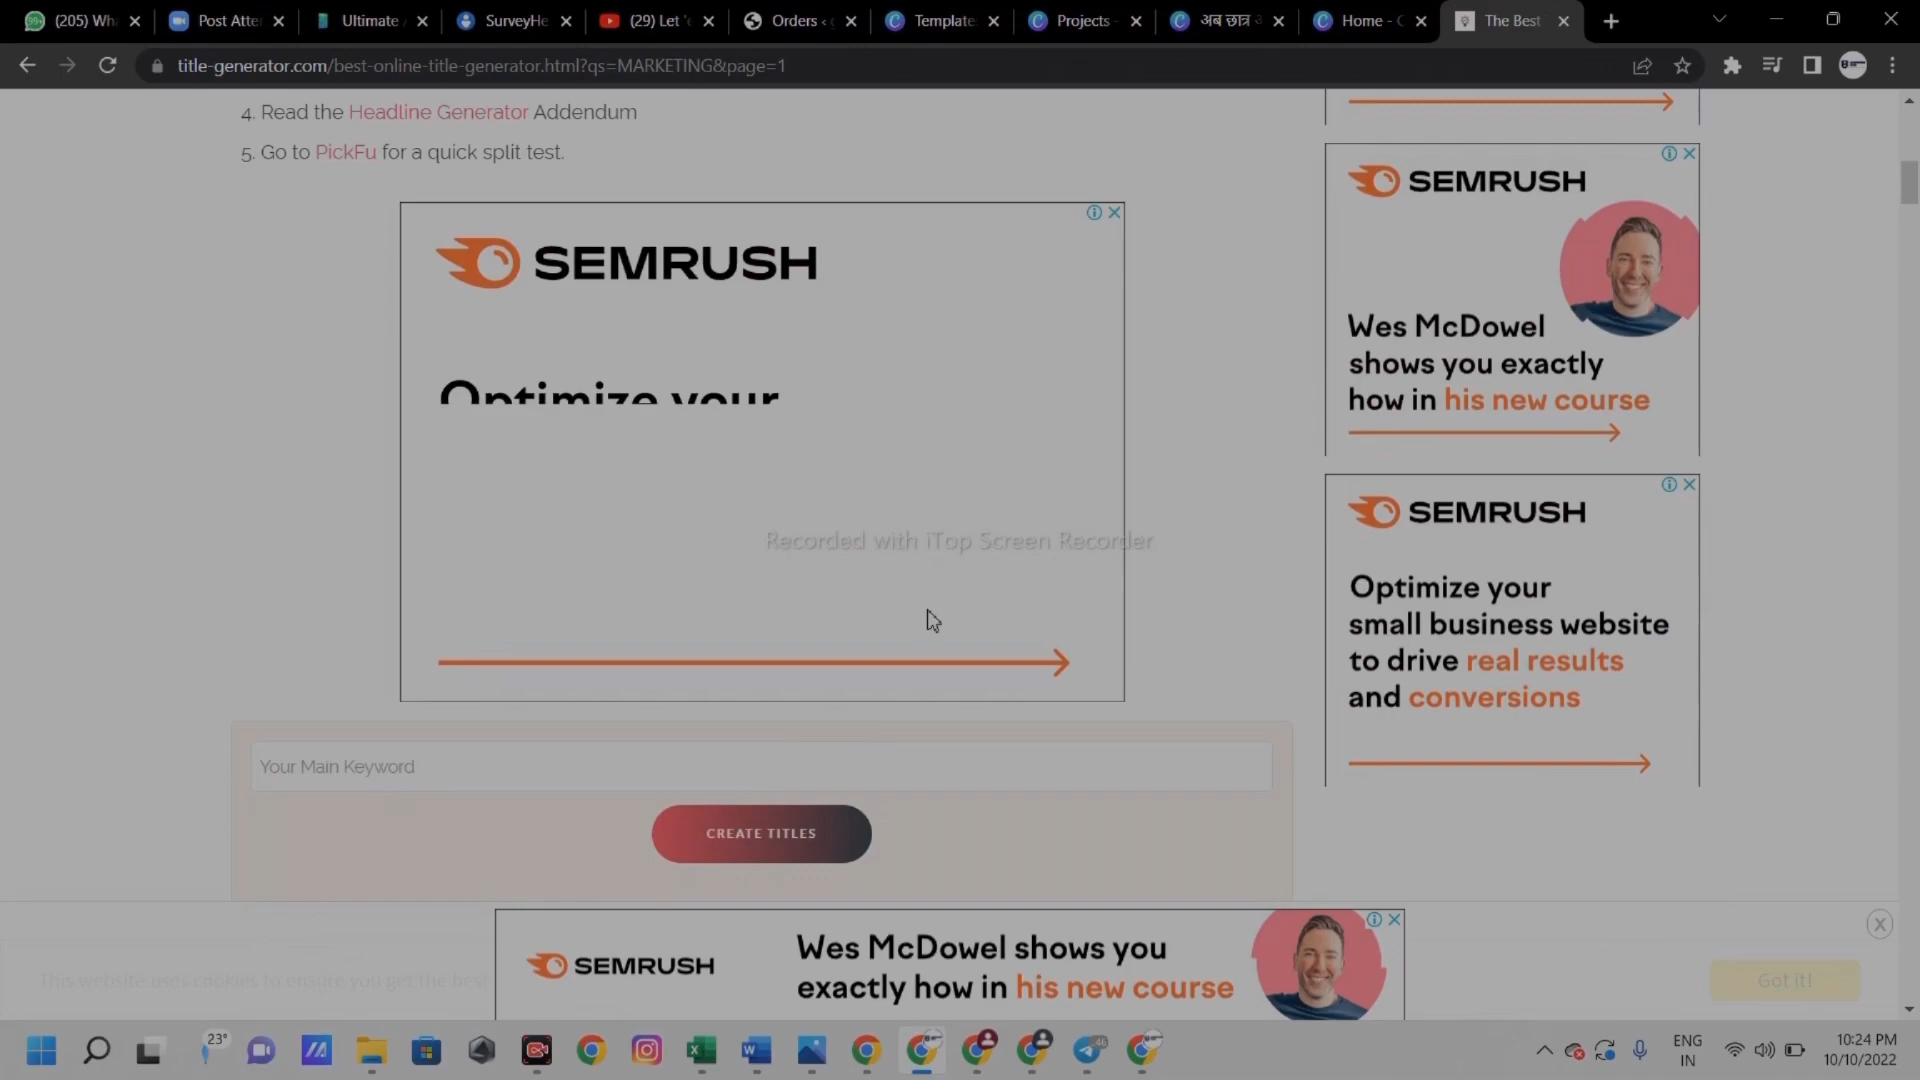 (205) Wha
Post Atten
Ultimate
SurveyHe
(29) Let 'e
Orders ‹
Template
Projects -
अब छात्र
Home - C
The Best
title-generator.com/best-online-title-generator.html?qs=MARKETING&page=1
4. Read the Headline Generator Addendum
5. Go to PickFu for a quick split test.
SEMRUSH
Optimize your
Recorded with iTop Screen Recorder
SEMRUSH
Wes McDowel
shows you exactly
how in his new course
SEMRUSH
Optimize your
small business website
to drive real results
and conversions
Your Main Keyword
CREATE TITLES
This website uses cookies to ensure you get the best
SEMRUSH
Wes McDowel shows you
exactly how in his new course
Got it!
23°
46
ENG
IN
10:24 PM
10/10/2022